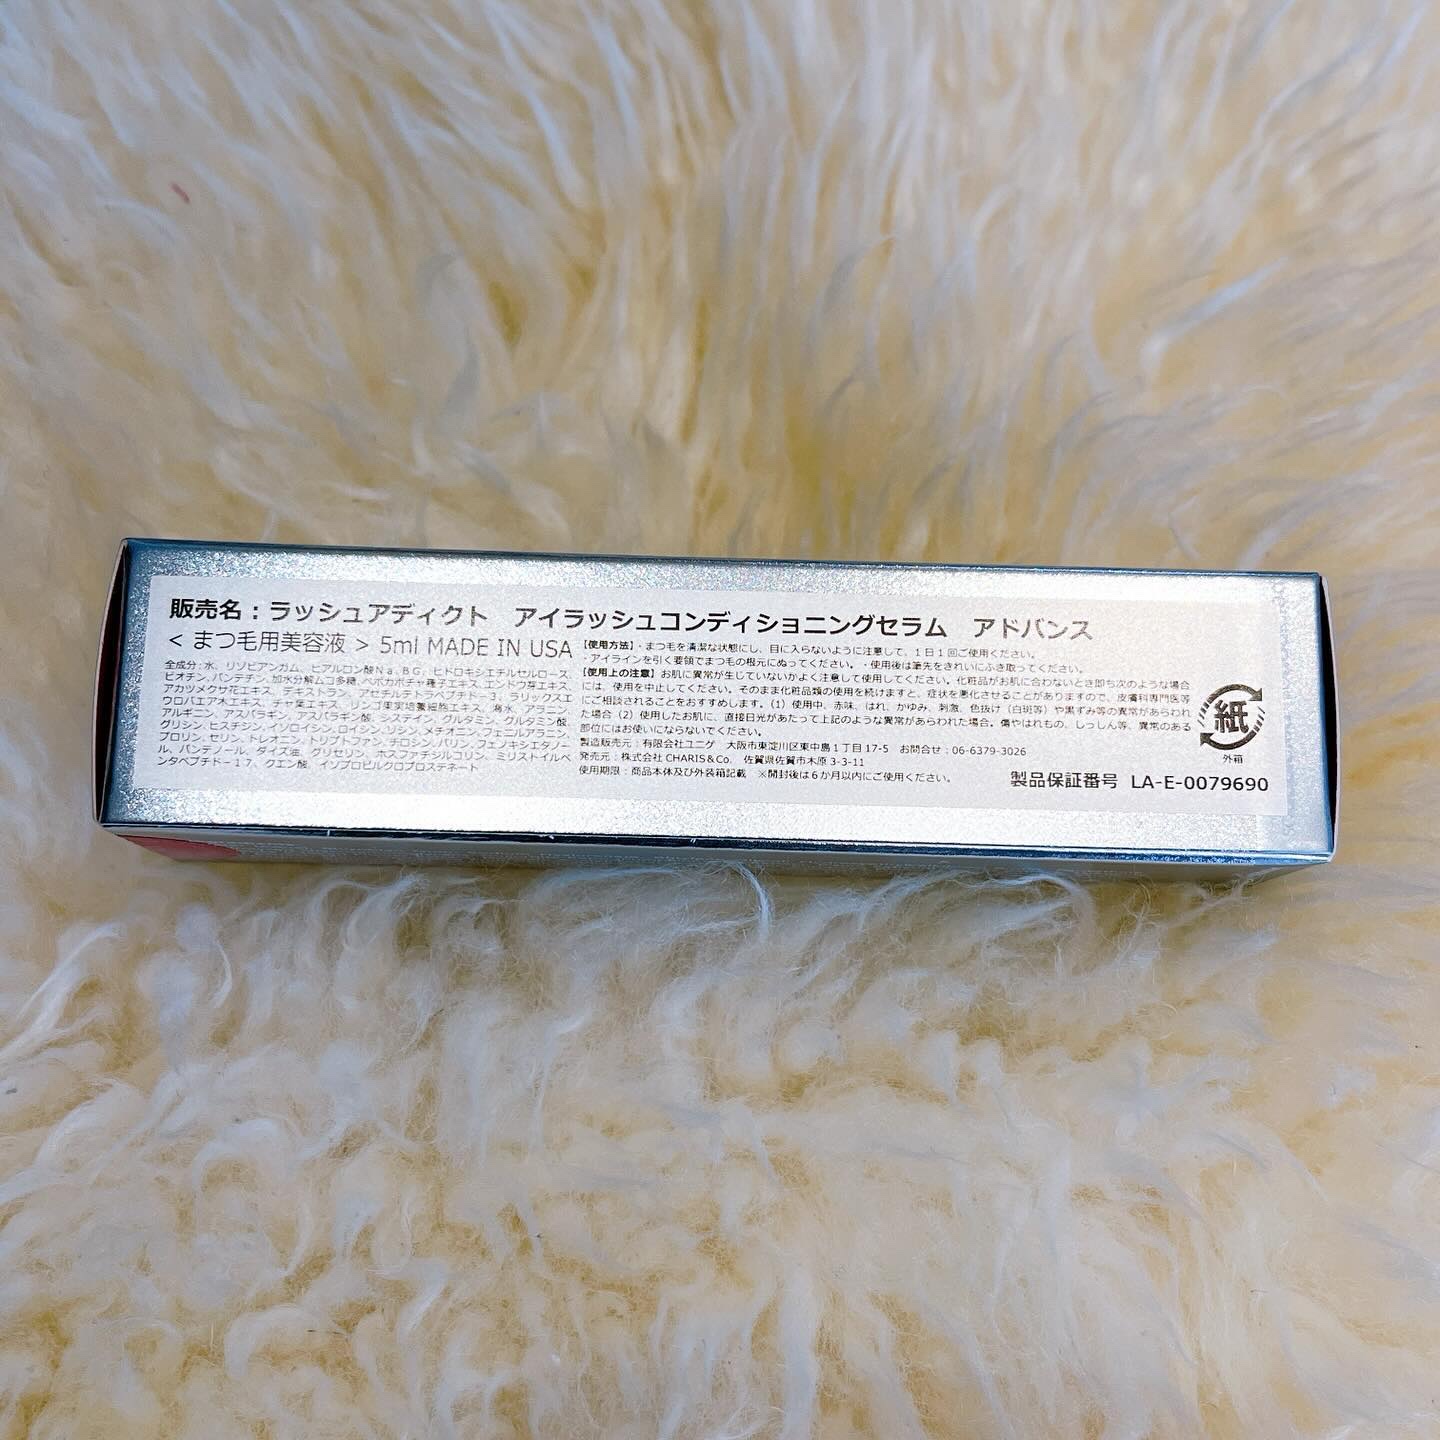 販売名：ラッシュアディクト　アイラッシュコンディショニングセラム　アドバンス
< まつ毛用美容液 > 5ml MADE IN USA
全成分：水、リソビアンガム、ヒアルロン酸Ｎａ、ＢＧ、ヒドロキシエチルセルロース、
ビオチン、パンテチン、加水分解ムコ多糖、ペポカボチャ種子エキス、エンドウ芽エキス、
アカツメクサ花エキス、デキストラン、アセチルテトラペプチド－３、ラリックスエ
ウロパエア木エキス、チャ葉エキス、リンゴ果実培養細胞エキス、海水、アラニン、
アルギニン、アスパラギン、アスパラギン酸、システイン、グルタミン、グルタミン酸、
グリシン、ヒスチジン、イソロイシン、ロイシン、リシン、メチオニン、フェニルアラニン、
プロリン、セリン、トレオニン、トリプトファン、チロシン、バリン、フェノキシエタノー
ル、パンテノール、ダイズ油、グリセリン、ホスファチジルコリン、ミリストイルペ
ンタペプチド－１７、クエン酸、イソプロピルクロプロステネート
【使用方法】・まつ毛を清潔な状態にし、目に入らないように注意して、１日１回ご使用ください。
・アイラインを引く要領でまつ毛の根元にぬってください。・使用後は筆先をきれいにふき取ってください。
【使用上の注意】お肌に異常が生じていないかよく注意して使用してください。化粧品がお肌に合わないとき即ち次のような場合
には、使用を中止してください。そのまま化粧品類の使用を続けますと、症状を悪化させることがありますので、皮膚科専門医等
にご相談されることをおすすめします。（1）使用中、赤味、はれ、かゆみ、刺激、色抜け（白斑等）や黒ずみ等の異常があらわれ
た場合（2）使用したお肌に、直接日光があたって上記のような異常があらわれた場合。傷やはれもの、しっしん等、異常のある
部位にはお使いにならないでください。
製造販売元：有限会社ユニゲ　大阪市東淀川区東中島１丁目17-5　お問合せ：06-6379-3026
発売元：株式会社 CHARIS＆Co.　佐賀県佐賀市木原 3-3-11
使用期限：商品本体及び外装箱記載　※開封後は６か月以内にご使用ください。
紙
外箱
製品保証番号　LA-E-0079690